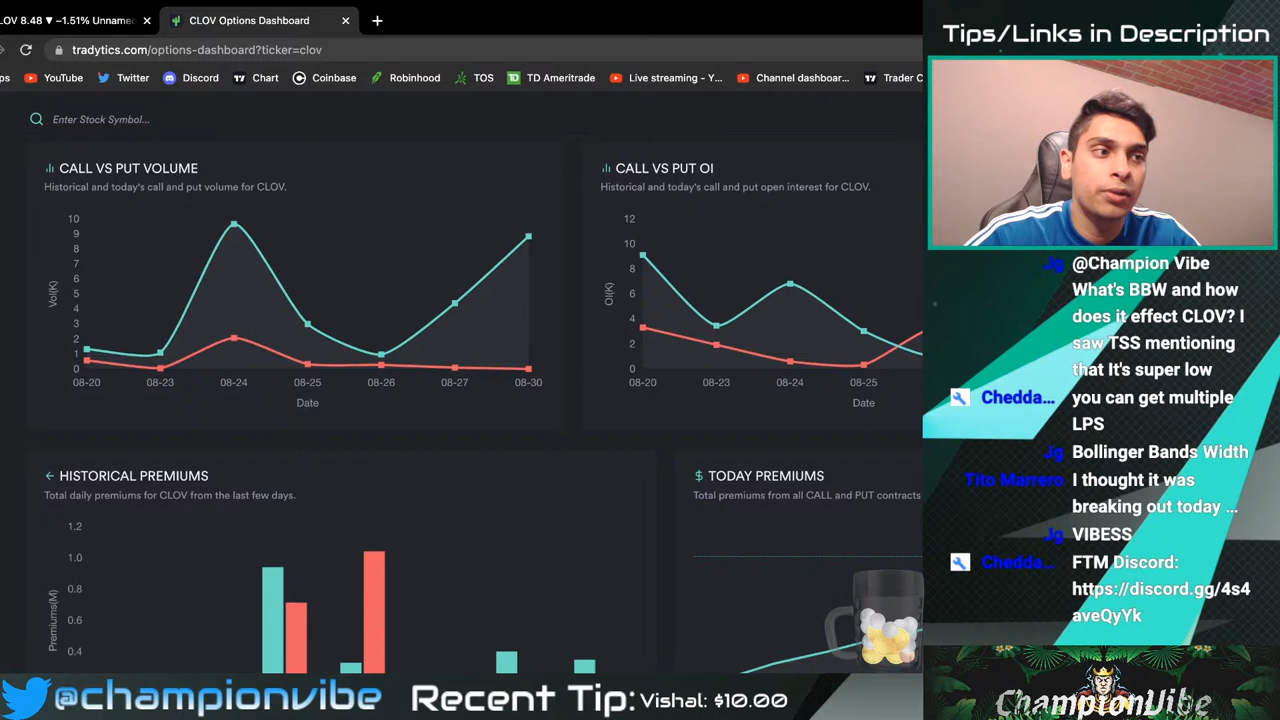 LOV 8.48 ▼ −1.51% Unname
CLOV Options Dashboard
tradytics.com/options-dashboard?ticker=clov
ps YouTube Twitter Discord Chart Coinbase Robinhood TOS TD Ameritrade Live streaming - Y... Channel dashboar... Trader C
Enter Stock Symbol...
CALL VS PUT VOLUME
Historical and today's call and put volume for CLOV.
10
9
8
7
6
5
4
3
2
1
0
Vol(K)
08-20 08-23 08-24 08-25 08-26 08-27 08-30
Date
CALL VS PUT OI
Historical and today's call and put open interest for CLOV.
12
10
8
6
4
2
0
OI(K)
08-20 08-23 08-24 08-25
Date
HISTORICAL PREMIUMS
Total daily premiums for CLOV from the last few days.
1.2
1.0
0.8
0.6
0.4
Premiums(M)
$ TODAY PREMIUMS
Total premiums from all CALL and PUT contracts
Tips/Links in Description
Jg @Champion Vibe
What's BBW and how
does it effect CLOV? I
saw TSS mentioning
that It's super low
Chedda... you can get multiple
LPS
Jg Bollinger Bands Width
Tito Marrero I thought it was
breaking out today ...
Jg VIBESS
Chedda... FTM Discord:
https://discord.gg/4s4
aveQyYk
@championvibe
Recent Tip: Vishal: $10.00
ChampionVibe